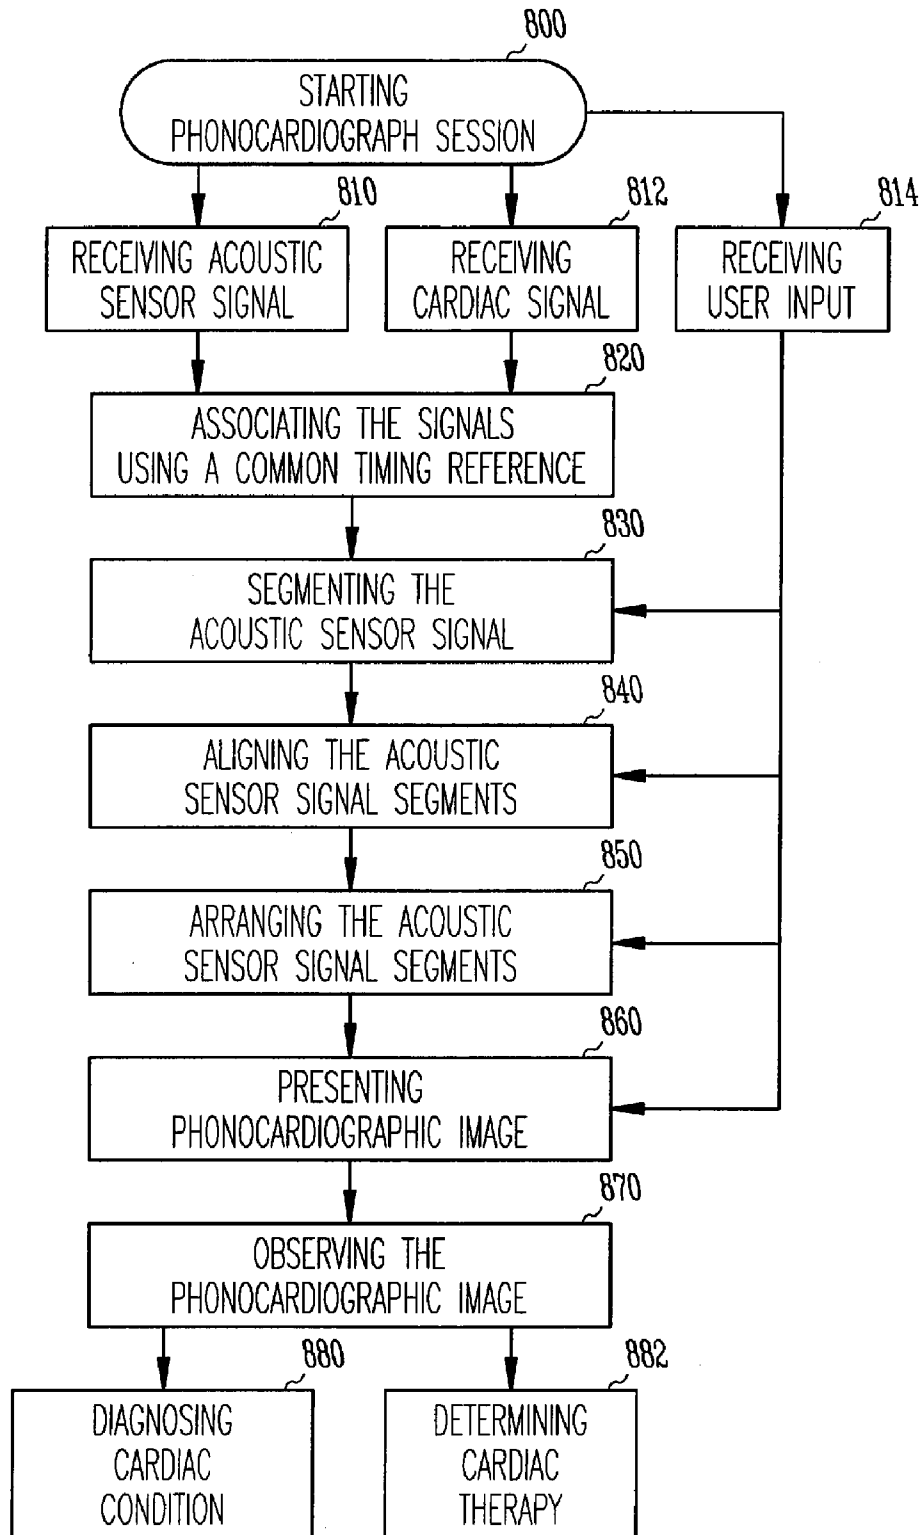 800
STARTING
PHONOCARDIOGRAPH SESSION
810
812
814
RECEIVING ACOUSTIC
SENSOR SIGNAL
RECEIVING
CARDIAC SIGNAL
RECEIVING
USER INPUT
820
ASSOCIATING THE SIGNALS
USING A COMMON TIMING REFERENCE
830
SEGMENTING THE
ACOUSTIC SENSOR SIGNAL
840
ALIGNING THE ACOUSTIC
SENSOR SIGNAL SEGMENTS
850
ARRANGING THE ACOUSTIC
SENSOR SIGNAL SEGMENTS
860
PRESENTING
PHONOCARDIOGRAPHIC IMAGE
870
OBSERVING THE
PHONOCARDIOGRAPHIC IMAGE
880
882
DIAGNOSING
CARDIAC
CONDITION
DETERMINING
CARDIAC
THERAPY